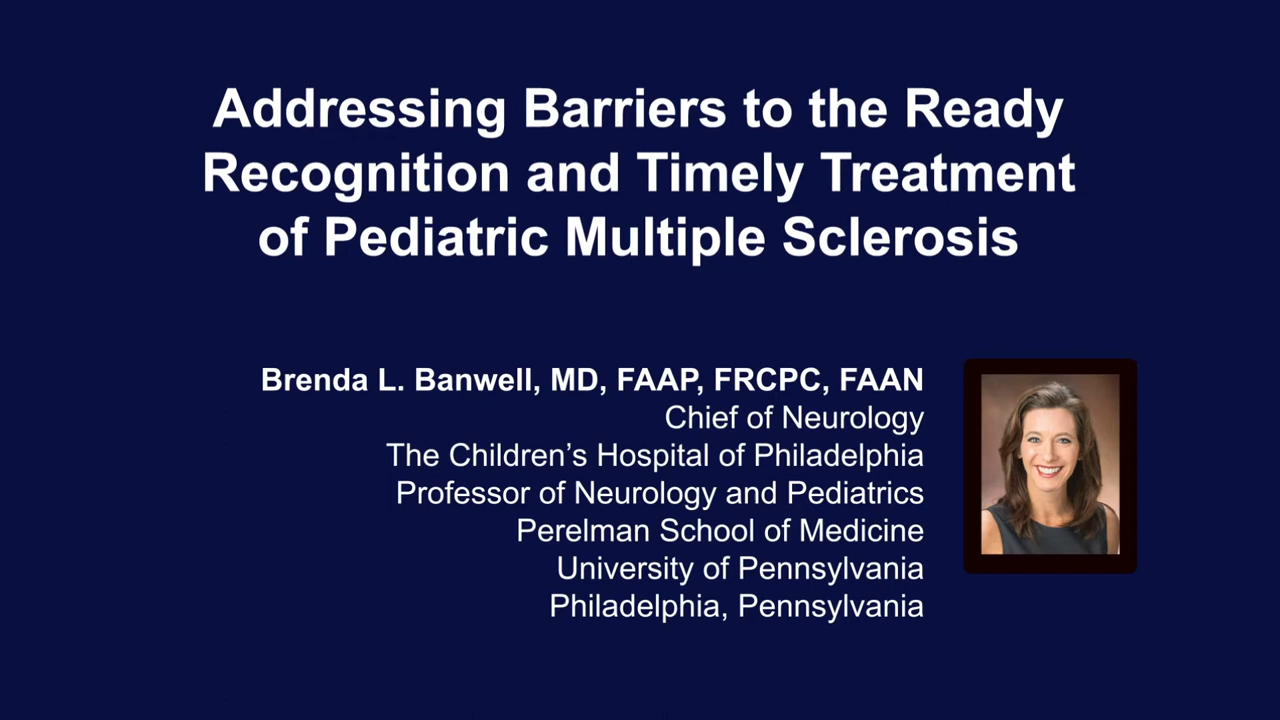 Addressing Barriers to the Ready
Recognition and Timely Treatment
of Pediatric Multiple Sclerosis
Brenda L. Banwell, MD, FAAP, FRCPC, FAAN
Chief of Neurology
The Children’s Hospital of Philadelphia
Professor of Neurology and Pediatrics
Perelman School of Medicine
University of Pennsylvania
Philadelphia, Pennsylvania